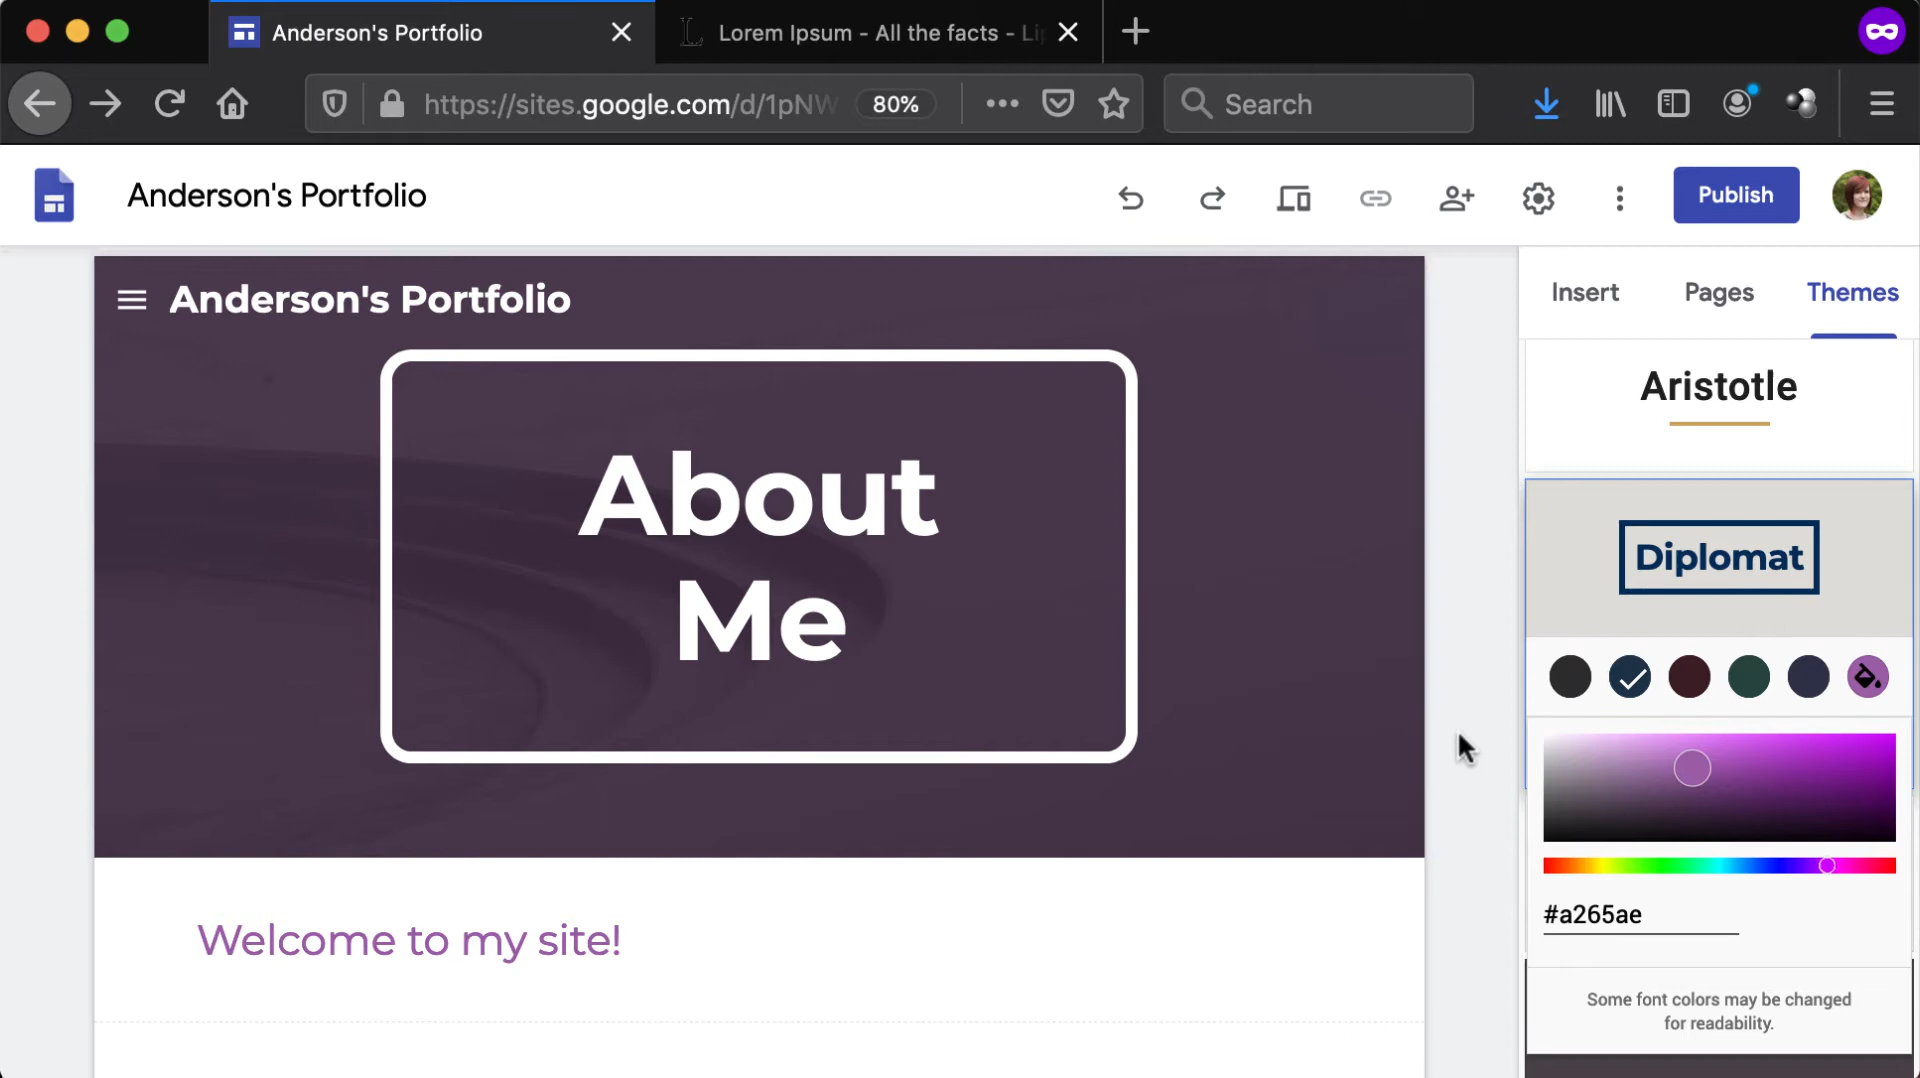 Anderson's Portfolio
Lorem Ipsum - All the facts - Li
https://sites.google.com/d/1pNW
80%
Search
Anderson's Portfolio
Publish
Anderson's Portfolio
Insert
Pages
Themes
Aristotle
About
Me
Diplomat
#a265ae
Welcome to my site!
Some font colors may be changed
for readability.